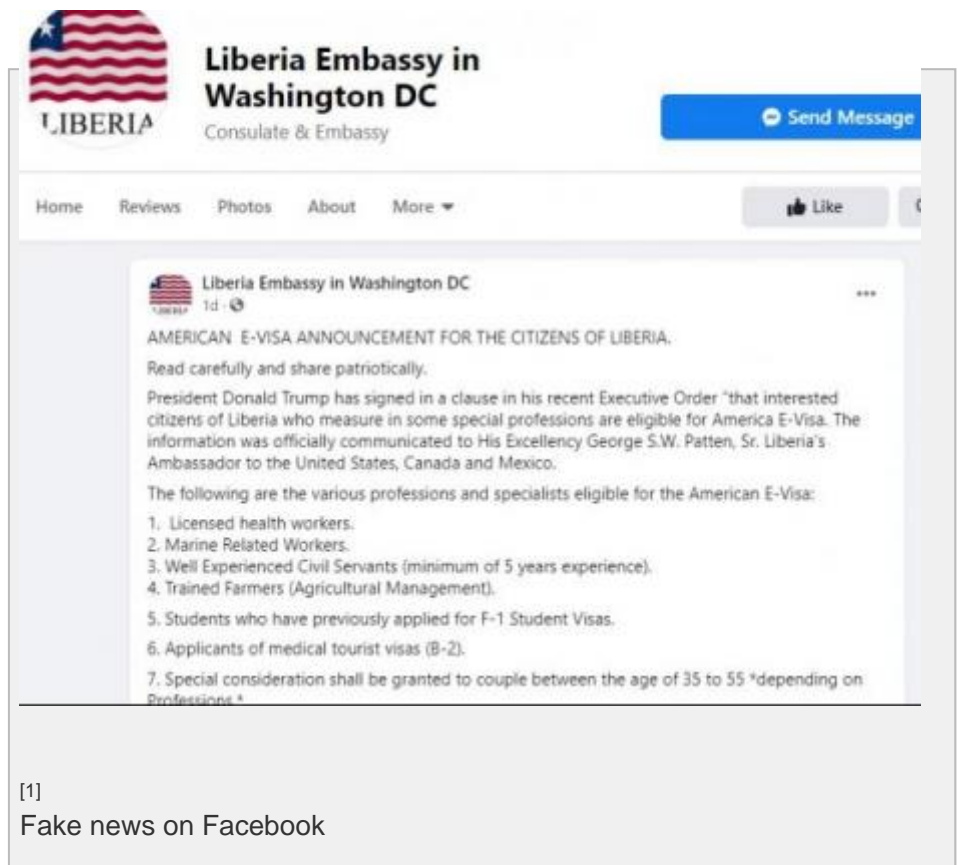 LIBERIA
Liberia Embassy in
Washington DC
Consulate & Embassy
Send Message
Home Reviews Photos About More
Like
Liberia Embassy in Washington DC
1d
AMERICAN E-VISA ANNOUNCEMENT FOR THE CITIZENS OF LIBERIA.
Read carefully and share patriotically.
President Donald Trump has signed in a clause in his recent Executive Order "that interested
citizens of Liberia who measure in some special professions are eligible for America E-Visa. The
information was officially communicated to His Excellency George S.W. Patten, Sr. Liberia's
Ambassador to the United States, Canada and Mexico.
The following are the various professions and specialists eligible for the American E-Visa:
1. Licensed health workers.
2. Marine Related Workers.
3. Well Experienced Civil Servants (minimum of 5 years experience).
4. Trained Farmers (Agricultural Management).
5. Students who have previously applied for F-1 Student Visas.
6. Applicants of medical tourist visas (B-2).
7. Special consideration shall be granted to couple between the age of 35 to 55 *depending on
Professions.*
[1]
Fake news on Facebook